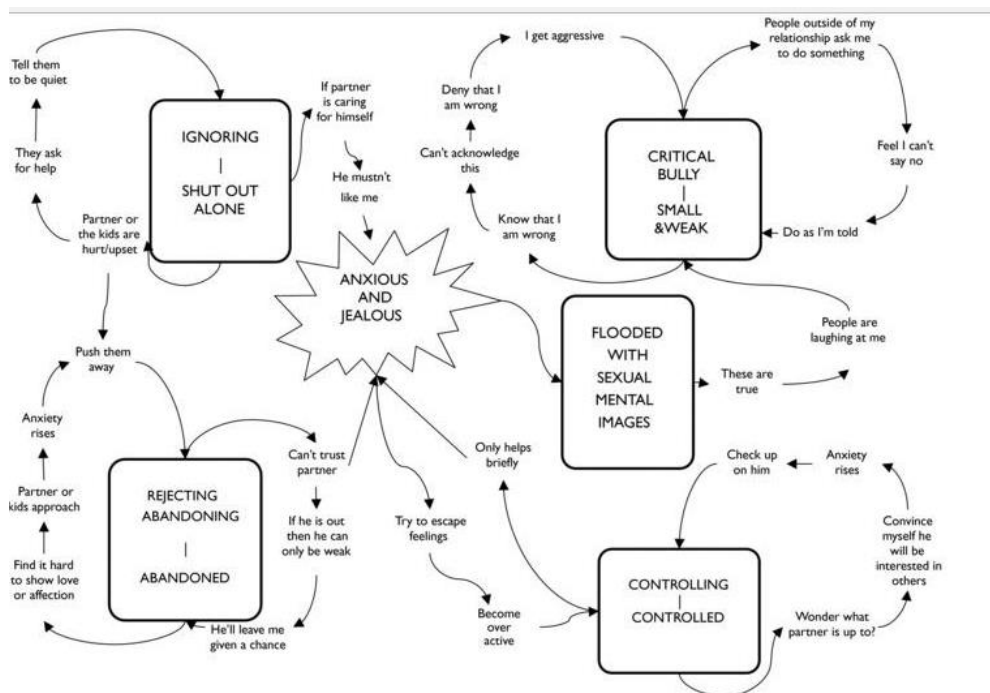 Tell them
to be quiet
They ask
for help
Partner or
the kids are
hurt/upset
IGNORING
SHUT OUT
ALONE
If partner
is caring
for himself
He mustn't
like me
ANXIOUS
AND
JEALOUS
I get aggressive
Deny that I
am wrong
Can't acknowledge
this
Know that I
am wrong
CRITICAL
BULLY
SMALL
&WEAK
People outside of my
relationship ask me
to do something
Feel I can't
say no
Do as I'm told
People are
laughing at me
FLOODED
WITH
SEXUAL
MENTAL
IMAGES
These are
true
Push them
away
Anxiety
rises
Partner or
kids approach
Find it hard
to show love
or affection
REJECTING
ABANDONING
ABANDONED
Can't trust
partner
If he is out
then he can
only be weak
He'll leave me
given a chance
Try to escape
feelings
Become
over
active
Only helps
briefly
Check up
on him
Anxiety
rises
Convince
myself he
will be
interested in
others
Wonder what
partner is up to?
CONTROLLING
CONTROLLED